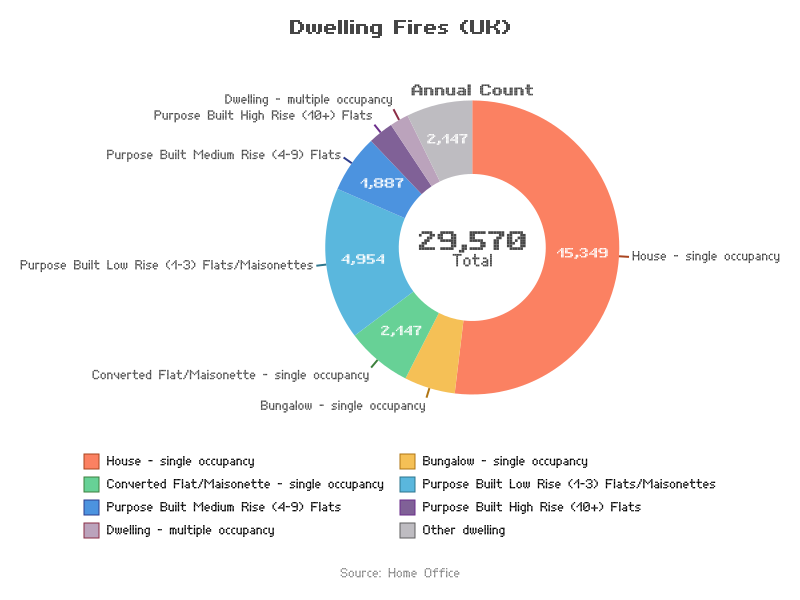 Dwelling Fires (UK)
Annual Count
Dwelling - multiple occupancy
Purpose Built High Rise (10+) Flats
2,147
Purpose Built Medium Rise (4-9) Flats
1,887
29,570
Total
15,349
House - single occupancy
4,954
Purpose Built Low Rise (1-3) Flats/Maisonettes
2,147
Converted Flat/Maisonette - single occupancy
Bungalow - single occupancy
House - single occupancy
Bungalow - single occupancy
Converted Flat/Maisonette - single occupancy
Purpose Built Low Rise (1-3) Flats/Maisonettes
Purpose Built Medium Rise (4-9) Flats
Purpose Built High Rise (10+) Flats
Dwelling - multiple occupancy
Other dwelling
Source: Home Office